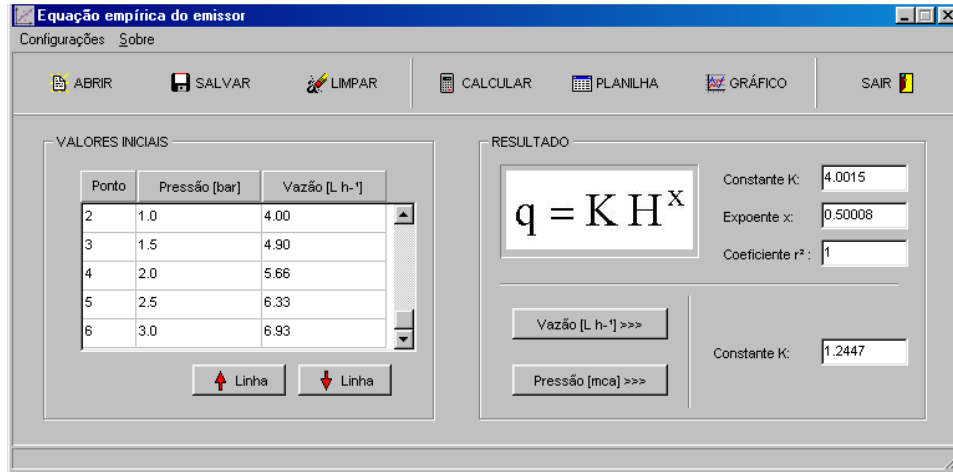 Equação empírica do emissor
Configurações Sobre
ABRIR SALVAR LIMPAR CALCULAR PLANILHA GRÁFICO SAIR
VALORES INICIAIS
Ponto Pressão [bar] Vazão [L h-¹]
2 1.0 4.00
3 1.5 4.90
4 2.0 5.66
5 2.5 6.33
6 3.0 6.93
Linha Linha
RESULTADO
q = K H^x
Constante K: 4.0015
Expoente x: 0.50008
Coeficiente r² : 1
Vazão [L h-¹] >>>
Pressão [mca] >>>
Constante K: 1.2447